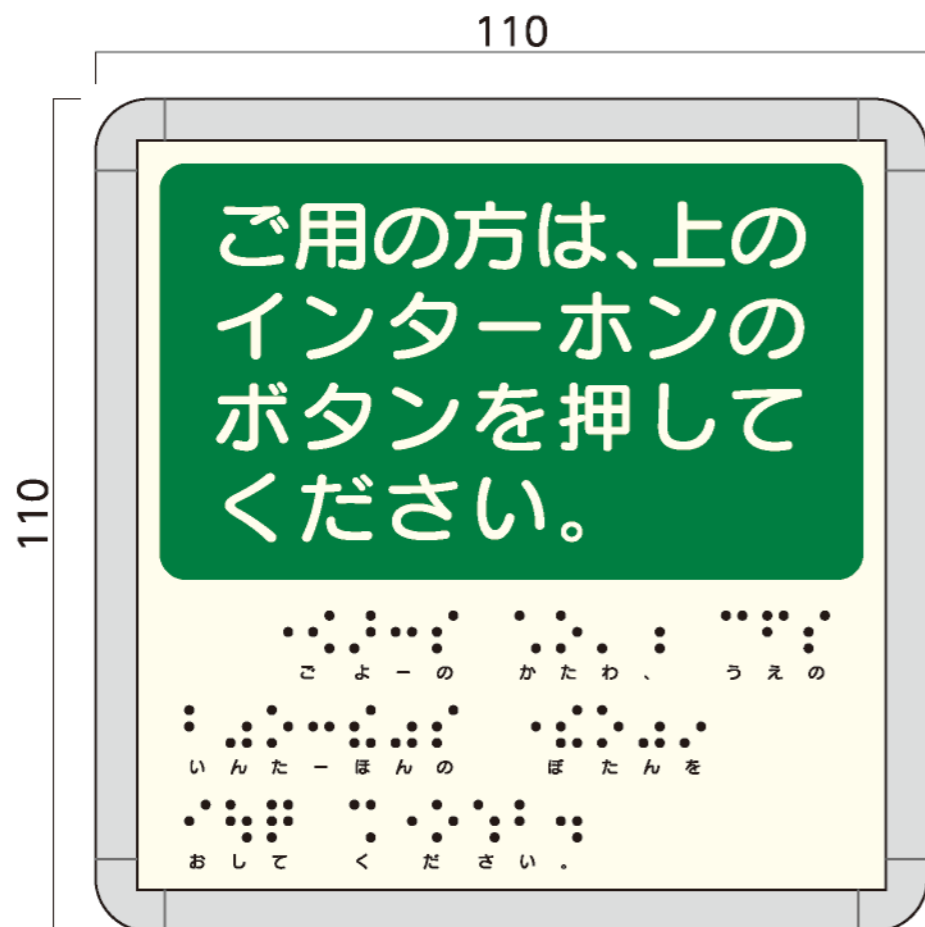 110
110
ご用の方は、上の
インターホンの
ボタンを押して
ください。
ごよーの かたわ、 うえの
いんたーほんの ぼたんを
おして ください。